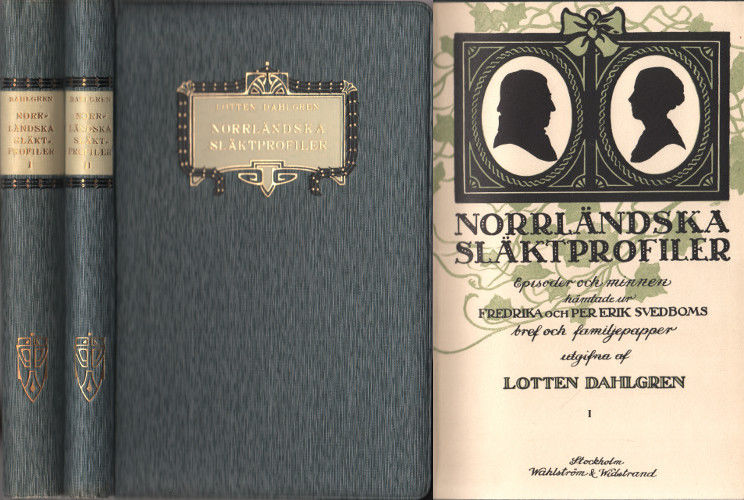 DAHLGREN
NORR-
LÄNDSKA
SLÄKT-
PROFILER
I
DAHLGREN
NORR-
LÄNDSKA
SLÄKT-
PROFILER
II
LOTTEN DAHLGREN
NORRLÄNDSKA
SLÄKTPROFILER
NORRLÄNDSKA
SLÄKTPROFILER
Episoder och minnen
hämtade ur
FREDRIKA OCH PER ERIK SVEDBOMS
bref och familjepapper
utgifna af
LOTTEN DAHLGREN
I
Stockholm
Wahlström & Widstrand